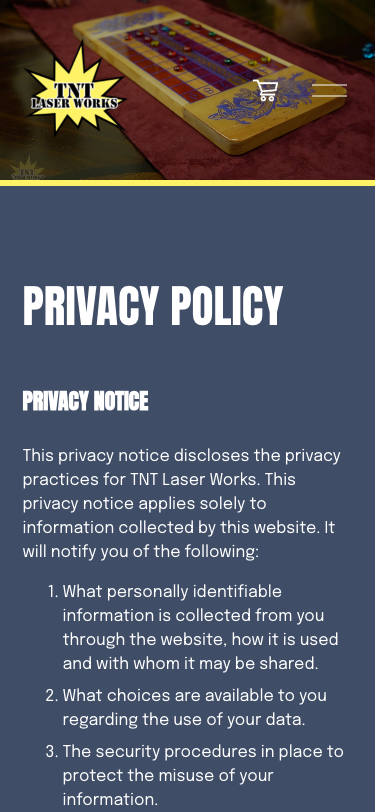 TNT
LASER WORKS
PRIVACY POLICY
PRIVACY NOTICE
This privacy notice discloses the privacy
practices for TNT Laser Works. This
privacy notice applies solely to
information collected by this website. It
will notify you of the following:
1. What personally identifiable
information is collected from you
through the website, how it is used
and with whom it may be shared.
2. What choices are available to you
regarding the use of your data.
3. The security procedures in place to
protect the misuse of your
information.